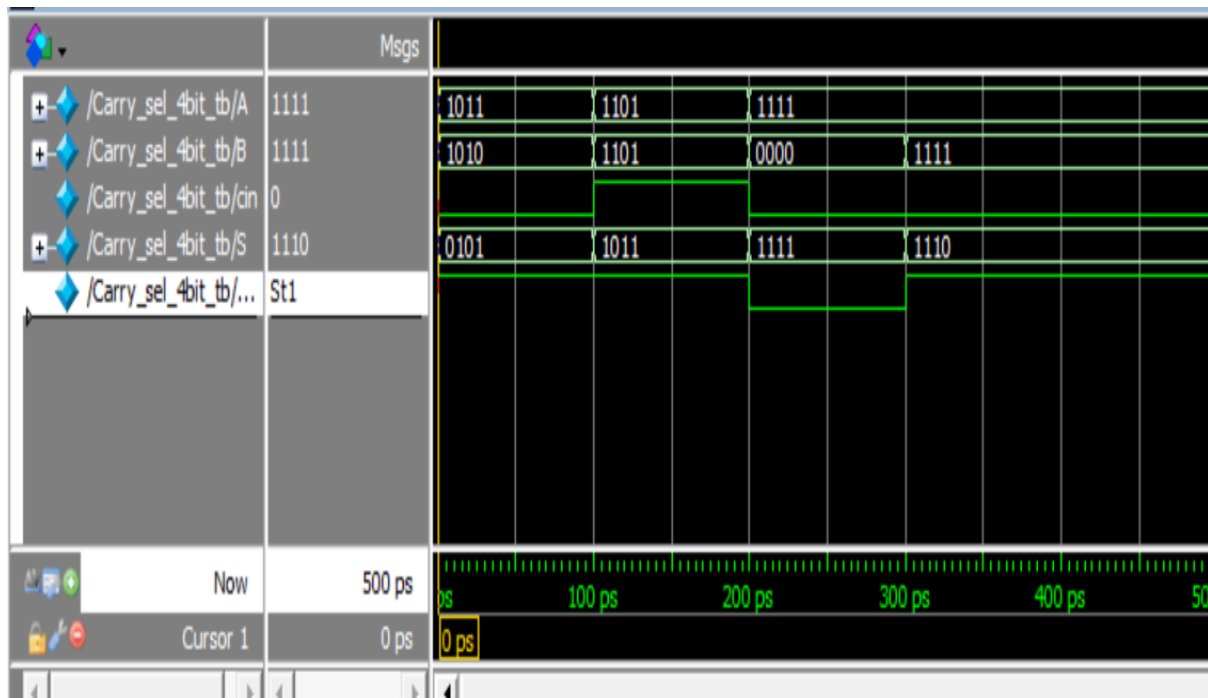 Msgs
/Carry_sel_4bit_tb/A 1111 1011 1101 1111
/Carry_sel_4bit_tb/B 1111 1010 1101 0000 1111
/Carry_sel_4bit_tb/cin 0
/Carry_sel_4bit_tb/S 1110 0101 1011 1111 1110
/Carry_sel_4bit_tb/... St1
Now 500 ps ps 100 ps 200 ps 300 ps 400 ps 50
Cursor 1 0 ps 0 ps